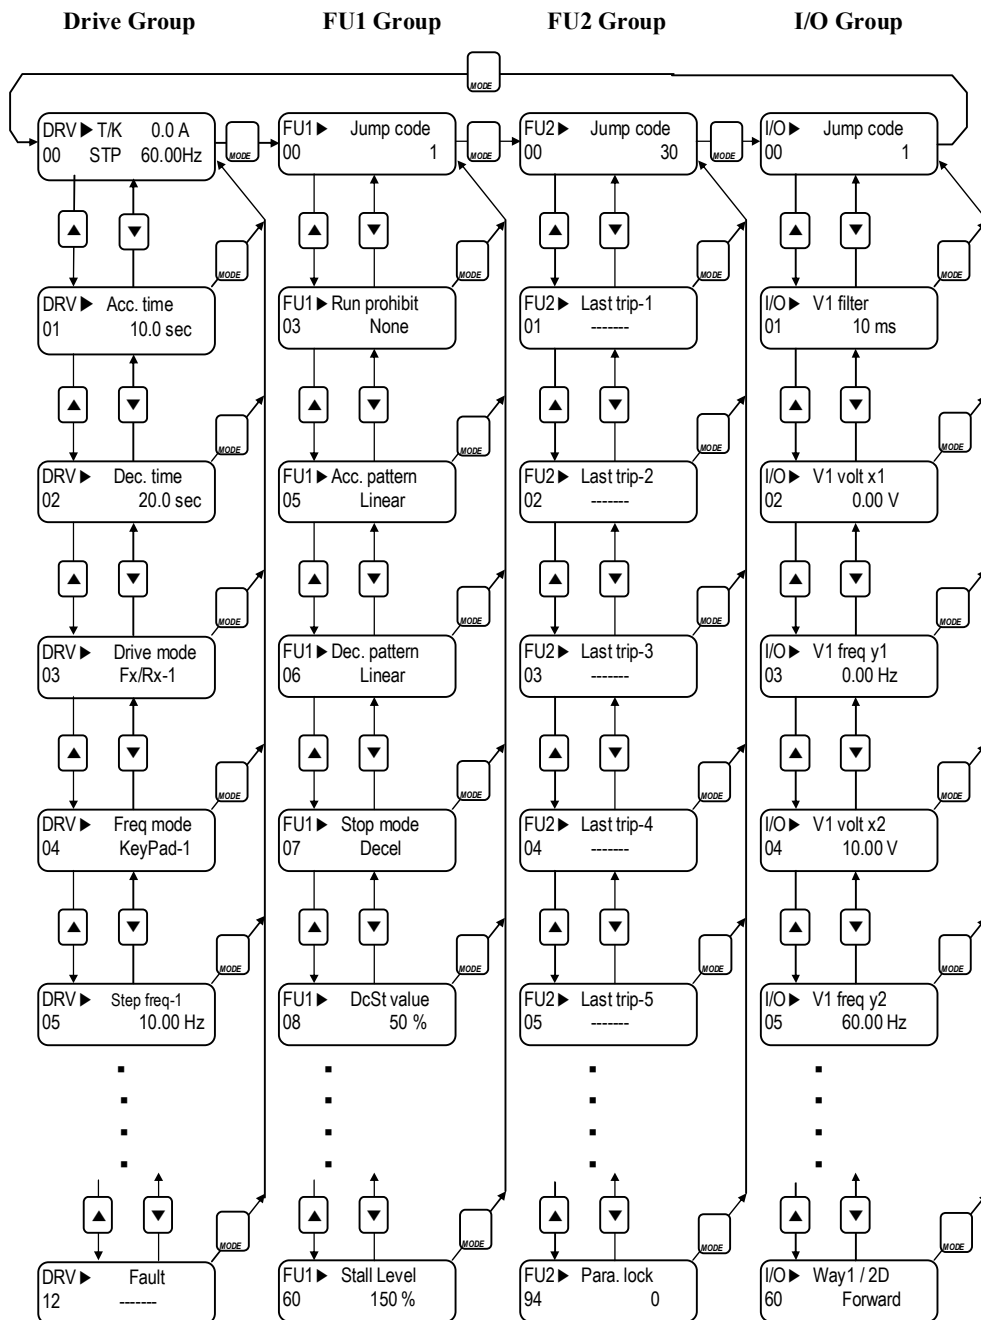 Drive Group FU1 Group FU2 Group I/O Group
MODE
DRV▶ T/K 0.0 A
00 STP 60.00Hz
MODE
FU1▶ Jump code
00 1
MODE
FU2▶ Jump code
00 30
MODE
I/O▶ Jump code
00 1
▲ ▼ ▲ ▼ ▲ ▼ ▲ ▼
MODE MODE MODE MODE
DRV▶ Acc. time
01 10.0 sec
FU1▶ Run prohibit
03 None
FU2▶ Last trip-1
01 -------
I/O▶ V1 filter
01 10 ms
▲ ▼ ▲ ▼ ▲ ▼ ▲ ▼
MODE MODE MODE MODE
DRV▶ Dec. time
02 20.0 sec
FU1▶ Acc. pattern
05 Linear
FU2▶ Last trip-2
02 -------
I/O▶ V1 volt x1
02 0.00 V
▲ ▼ ▲ ▼ ▲ ▼ ▲ ▼
MODE MODE MODE MODE
DRV▶ Drive mode
03 Fx/Rx-1
FU1▶ Dec. pattern
06 Linear
FU2▶ Last trip-3
03 -------
I/O▶ V1 freq y1
03 0.00 Hz
▲ ▼ ▲ ▼ ▲ ▼ ▲ ▼
MODE MODE MODE MODE
DRV▶ Freq mode
04 KeyPad-1
FU1▶ Stop mode
07 Decel
FU2▶ Last trip-4
04 -------
I/O▶ V1 volt x2
04 10.00 V
▲ ▼ ▲ ▼ ▲ ▼ ▲ ▼
MODE MODE MODE MODE
DRV▶ Step freq-1
05 10.00 Hz
FU1▶ DcSt value
08 50 %
FU2▶ Last trip-5
05 -------
I/O▶ V1 freq y2
05 60.00 Hz
▲ ▼ ▲ ▼ ▲ ▼ ▲ ▼
MODE MODE MODE MODE
DRV▶ Fault
12 -------
FU1▶ Stall Level
60 150 %
FU2▶ Para. lock
94 0
I/O▶ Way1 / 2D
60 Forward